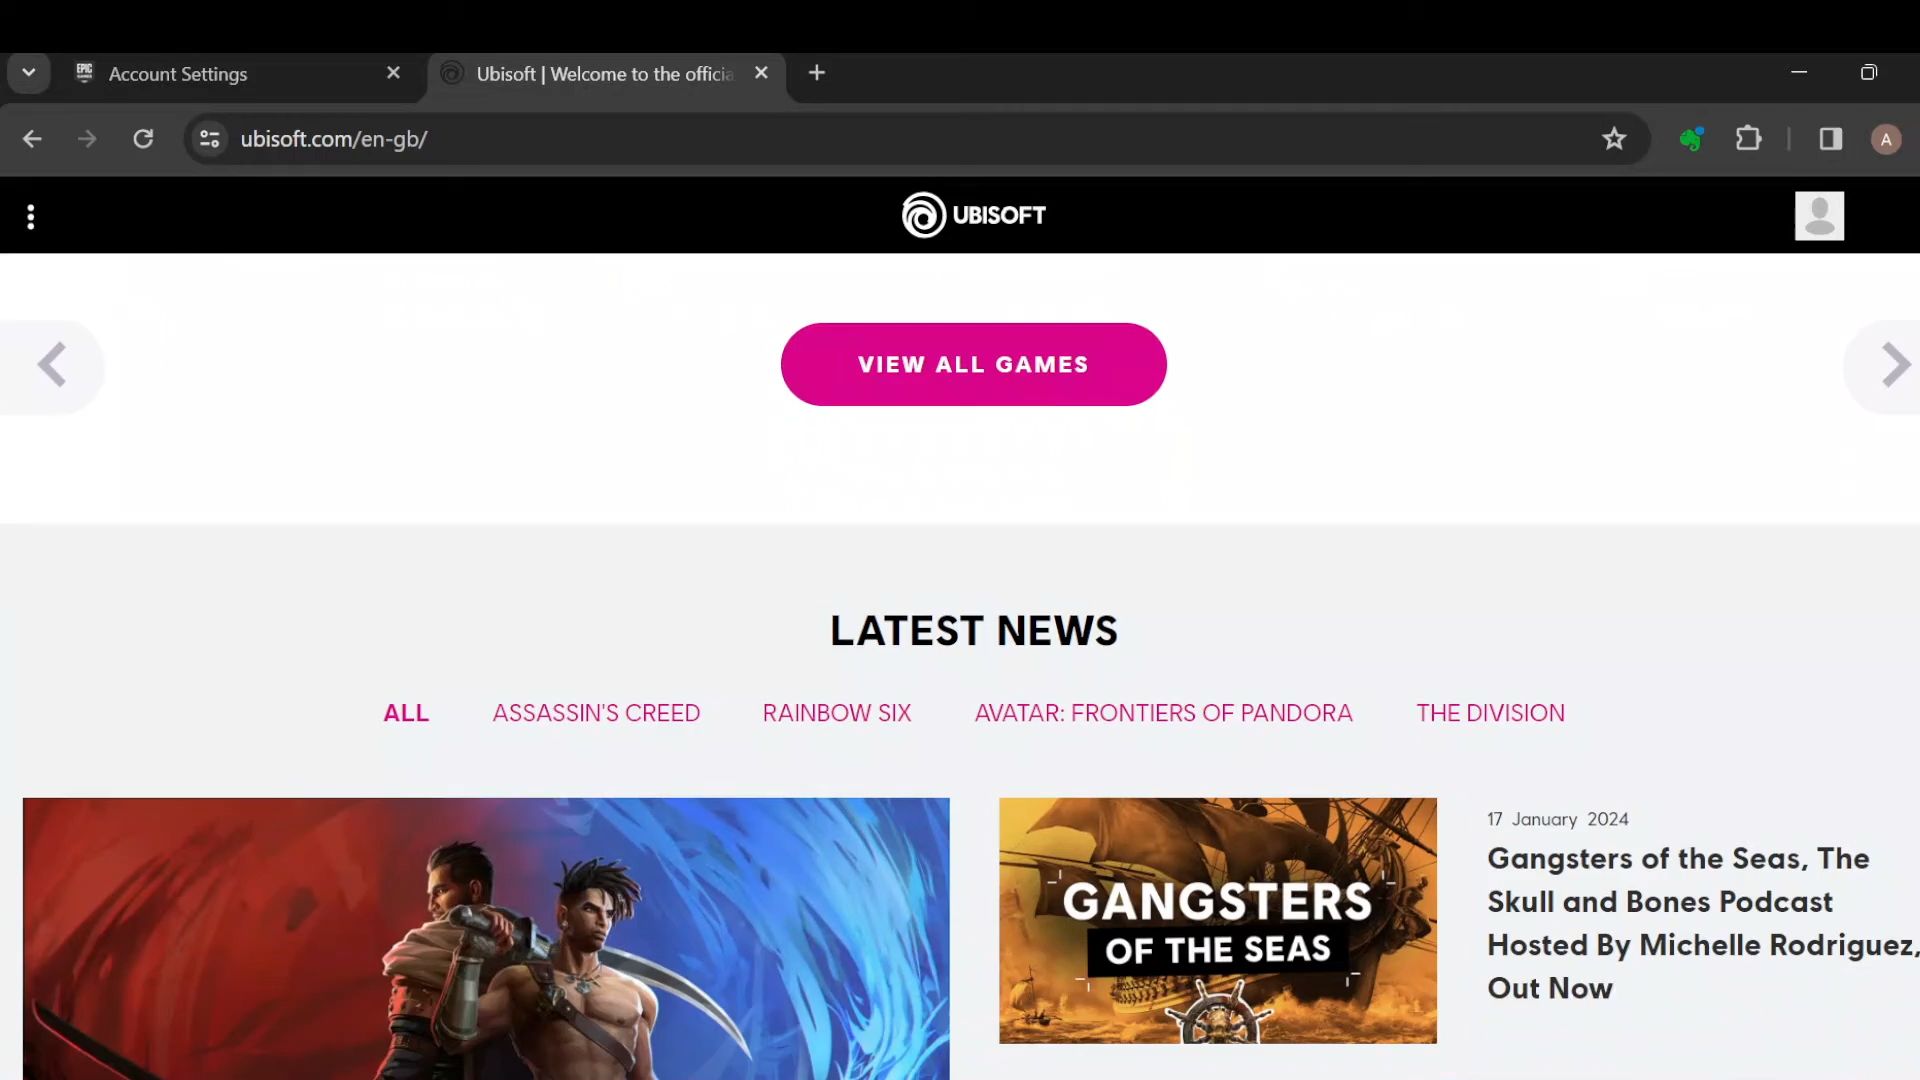 EPIC GAMES
Account Settings
Ubisoft | Welcome to the officia
ubisoft.com/en-gb/
A
UBISOFT
VIEW ALL GAMES
LATEST NEWS
ALL
ASSASSIN'S CREED
RAINBOW SIX
AVATAR: FRONTIERS OF PANDORA
THE DIVISION
GANGSTERS
OF THE SEAS
17 January 2024
Gangsters of the Seas, The
Skull and Bones Podcast
Hosted By Michelle Rodriguez,
Out Now